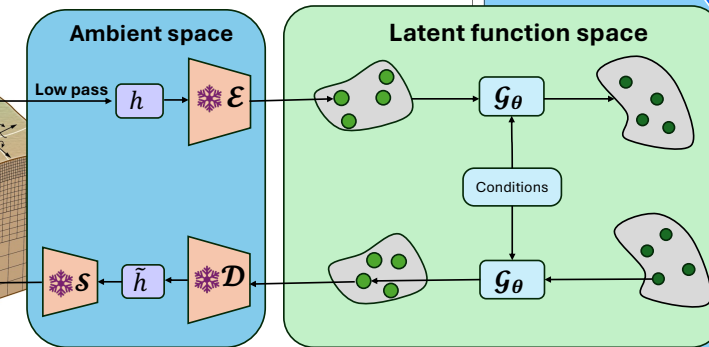 Ambient space
Latent function space
Low pass
h
ℰ
𝒢θ
Conditions
𝒮
h̃
𝒟
𝒢θ